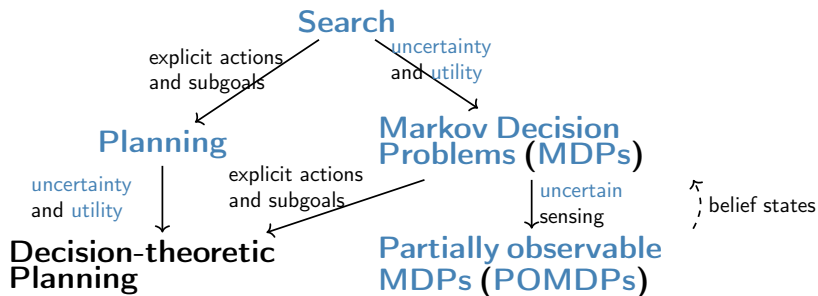 Search
explicit actions
and subgoals
uncertainty
and utility
Planning
Markov Decision
Problems (MDPs)
uncertainty
and utility
explicit actions
and subgoals
uncertain
sensing
belief states
Decision-theoretic
Planning
Partially observable
MDPs (POMDPs)